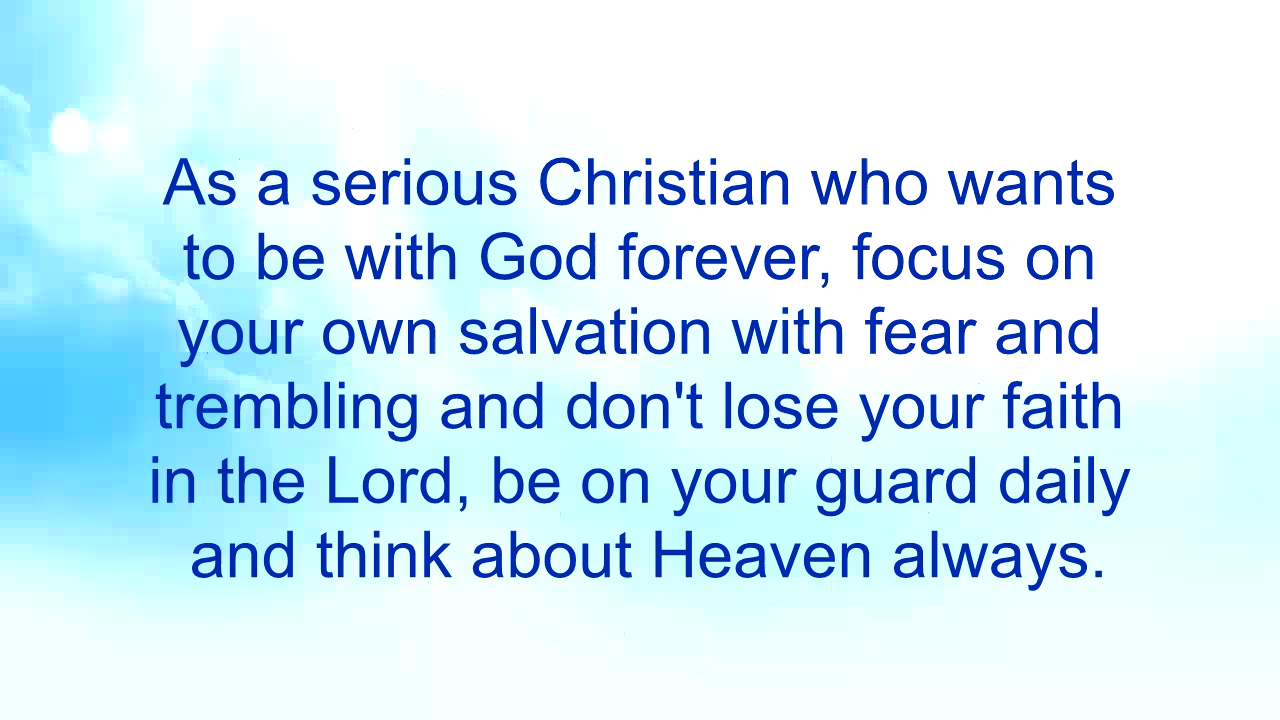 As a serious Christian who wants
to be with God forever, focus on
your own salvation with fear and
trembling and don't lose your faith
in the Lord, be on your guard daily
and think about Heaven always.